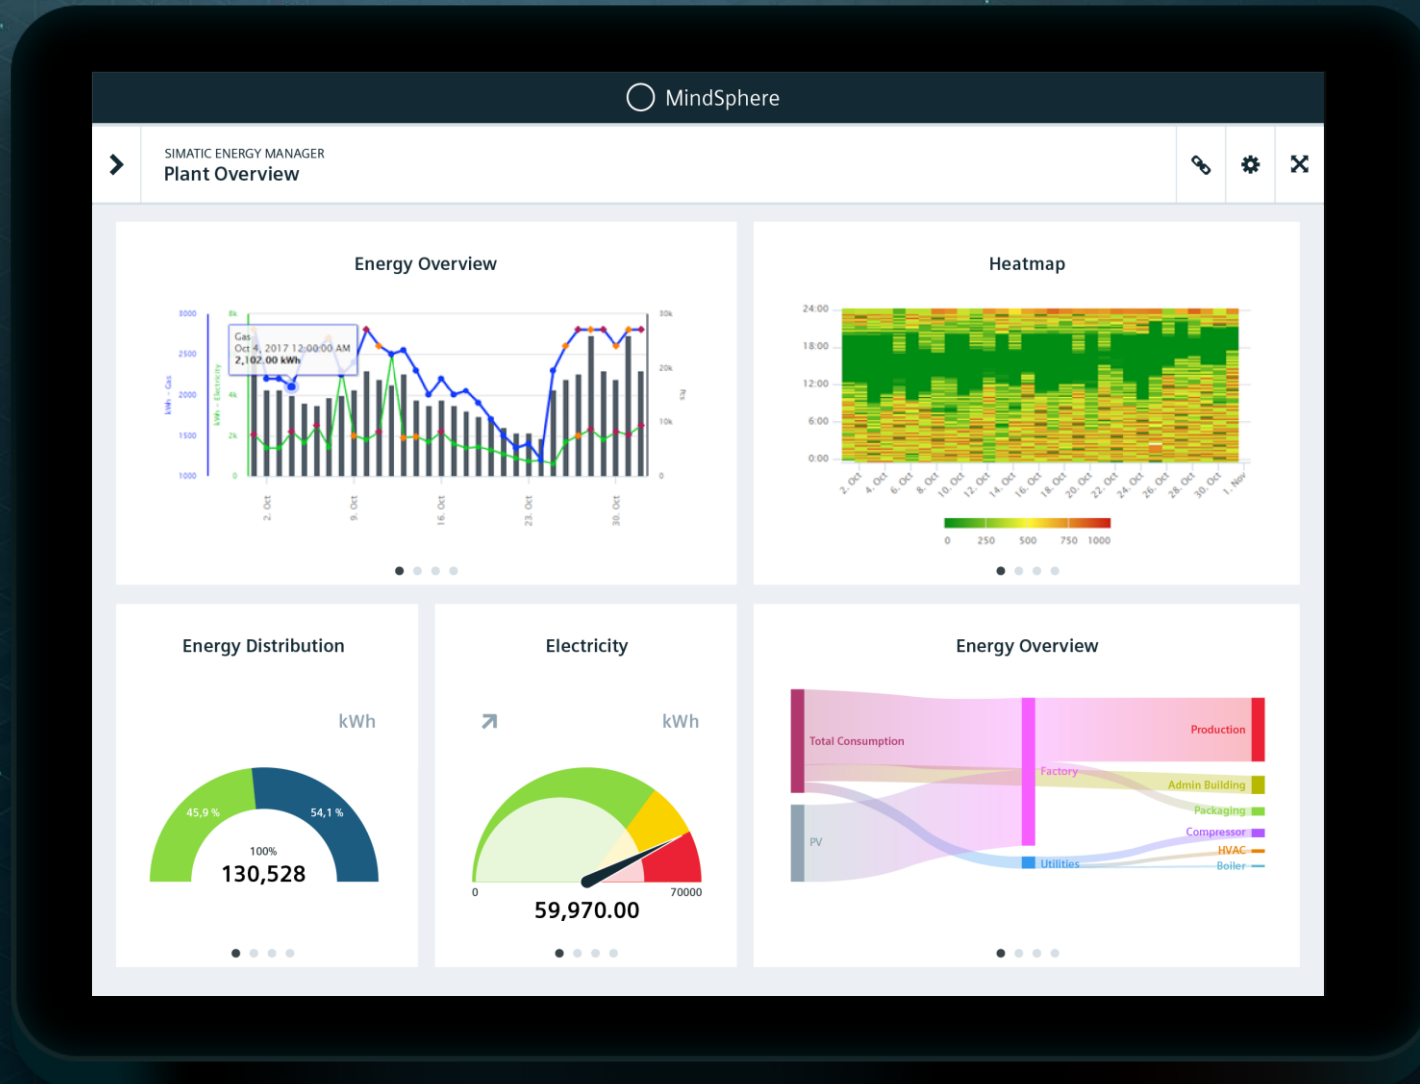 MindSphere
SIMATIC ENERGY MANAGER
Plant Overview
Energy Overview
3000
2500
2000
1500
1000
kWh - Gas
8k
4k
2k
0
kWh - Electricity
Gas
Oct 4, 2017 12:00:00 AM
2,102.00 kWh
30k
20k
10k
0
Pcs
2. Oct
9. Oct
16. Oct
23. Oct
30. Oct
Heatmap
24:00
18:00
12:00
6:00
0:00
2. Oct
4. Oct
6. Oct
8. Oct
10. Oct
12. Oct
14. Oct
16. Oct
18. Oct
20. Oct
22. Oct
24. Oct
26. Oct
28. Oct
30. Oct
1. Nov
0 250 500 750 1000
Energy Distribution
kWh
45,9 %
54,1 %
100%
130,528
Electricity
kWh
0
70000
59,970.00
Energy Overview
Total Consumption
PV
Factory
Utilities
Production
Admin Building
Packaging
Compressor
HVAC
Boiler